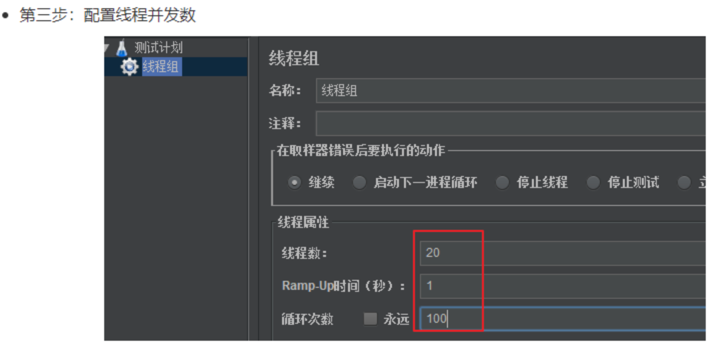 第三步：配置线程并发数
测试计划
线程组
线程组
名称： 线程组
注释：
在取样器错误后要执行的动作
继续 启动下一进程循环 停止线程 停止测试
线程属性
线程数： 20
Ramp-Up时间（秒）： 1
循环次数 永远 100